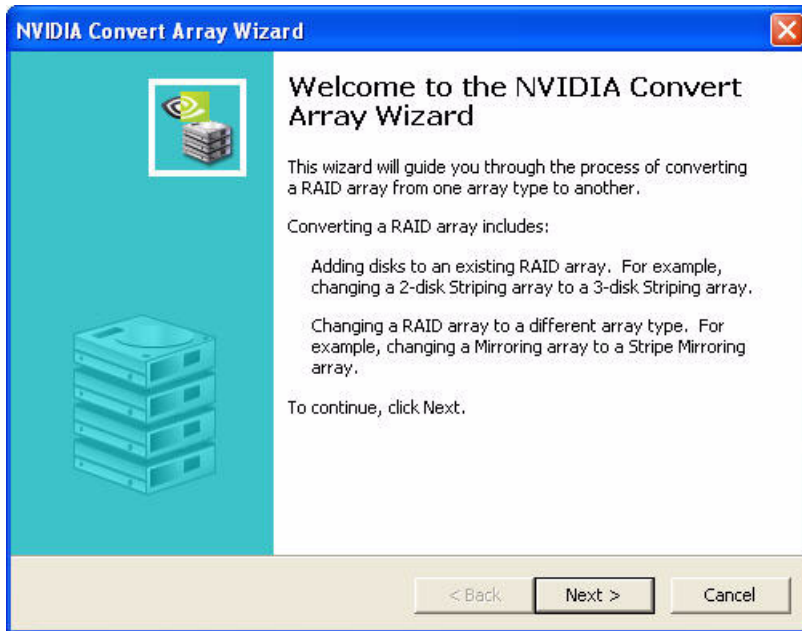 NVIDIA Convert Array Wizard
Welcome to the NVIDIA Convert
Array Wizard
This wizard will guide you through the process of converting
a RAID array from one array type to another.
Converting a RAID array includes:
Adding disks to an existing RAID array. For example,
changing a 2-disk Striping array to a 3-disk Striping array.
Changing a RAID array to a different array type. For
example, changing a Mirroring array to a Stripe Mirroring
array.
To continue, click Next.
< Back
Next >
Cancel